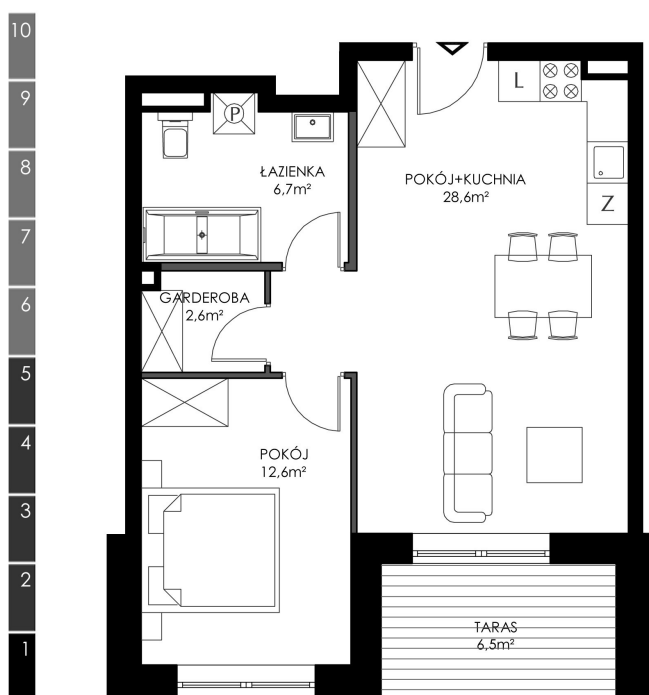 10
9
8
7
6
5
4
3
2
1
L
P
ŁAZIENKA
6,7m²
POKÓJ+KUCHNIA
28,6m²
Z
GARDEROBA
2,6m²
POKÓJ
12,6m²
TARAS
6,5m²